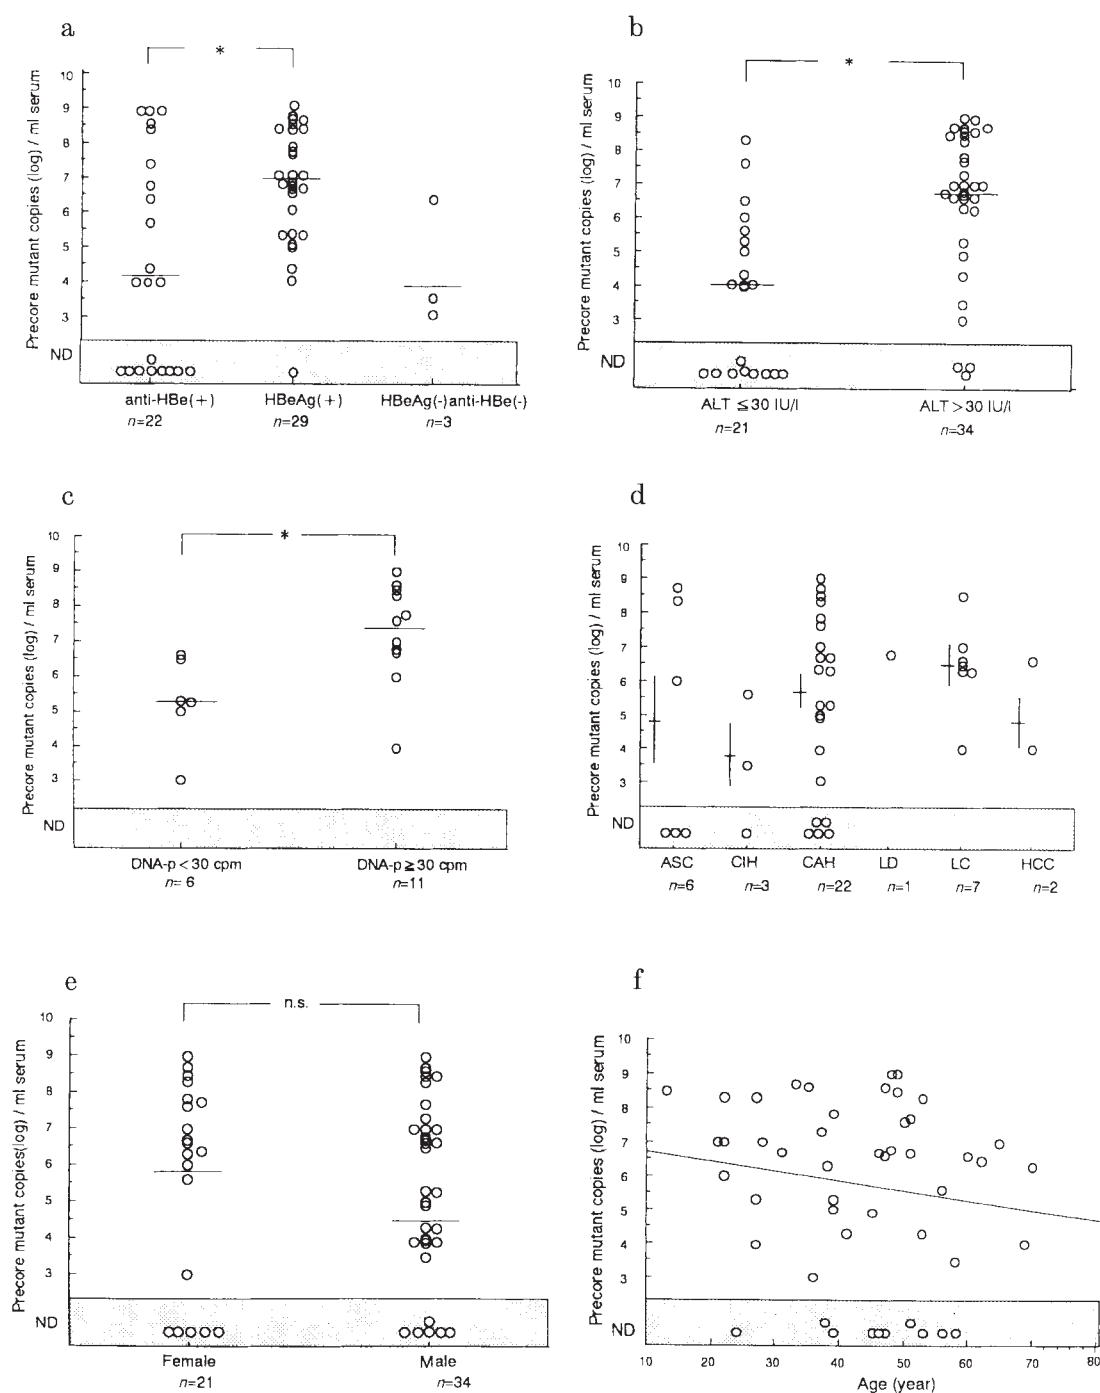 a
*
Precore mutant copies (log) / ml serum
10
9
8
7
6
5
4
3
ND
anti-HBe(+) HBeAg(+) HBeAg(-)anti-HBe(-)
n=22 n=29 n=3
b
*
Precore mutant copies (log) / ml serum
10
9
8
7
6
5
4
3
ND
ALT ≦30 IU/l ALT>30 IU/l
n=21 n=34
c
*
Precore mutant copies (log) / ml serum
10
9
8
7
6
5
4
3
ND
DNA-p<30 cpm DNA-p≧30 cpm
n=6 n=11
d
Precore mutant copies (log) / ml serum
10
9
8
7
6
5
4
3
ND
ASC CIH CAH LD LC HCC
n=6 n=3 n=22 n=1 n=7 n=2
e
n.s.
Precore mutant copies(log) / ml serum
10
9
8
7
6
5
4
3
ND
Female Male
n=21 n=34
f
Precore mutant copies (log) / ml serum
10
9
8
7
6
5
4
3
ND
10 20 30 40 50 60 70 80
Age (year)